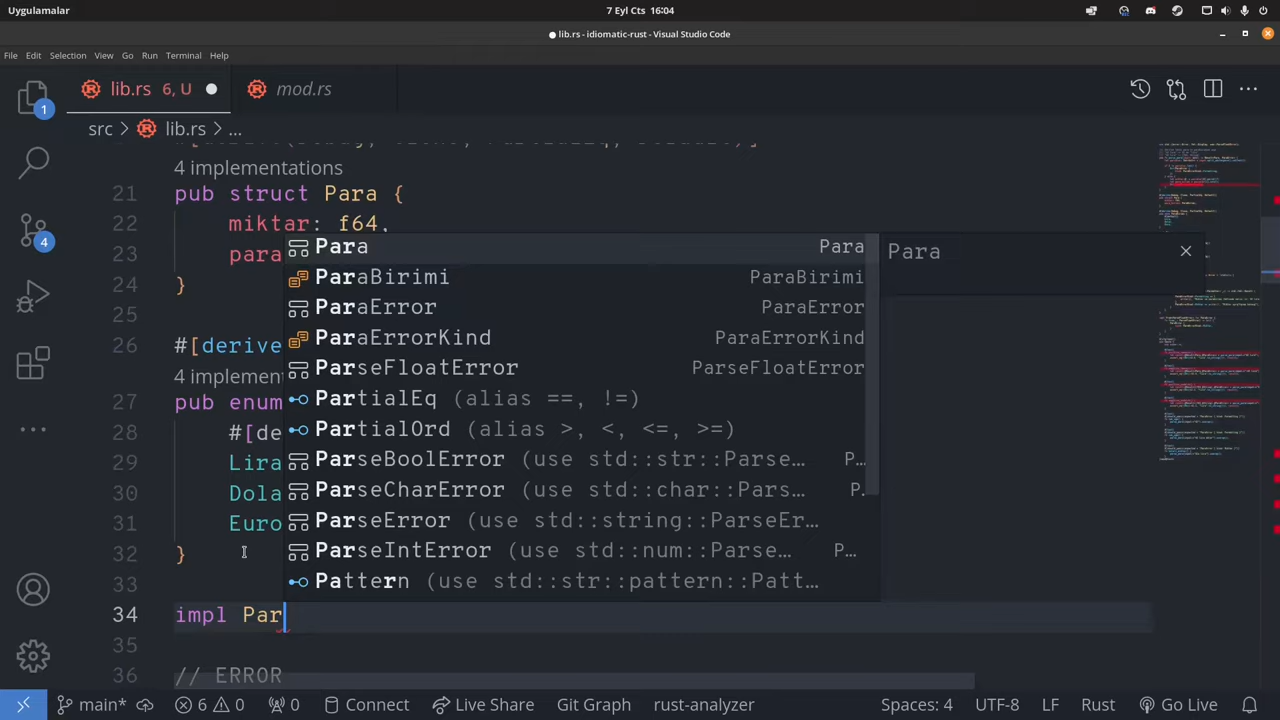 Uygulamalar
7 Eyl Cts 16:04
● lib.rs - idiomatic-rust - Visual Studio Code
File Edit Selection View Go Run Terminal Help
lib.rs 6, U ●
mod.rs
src > lib.rs > ...
4 implementations
21 pub struct Para {
22 miktar: f64,
23 para
24 }
25
26 #[derive
4 implement
27 pub enum
28 #[de
29 Lira
30 Dola
31 Euro
32 }
33
34 impl Par
35
36 // ERROR
Para Para
ParaBirimi ParaBirimi
ParaError ParaError
ParaErrorKind ParaErrorKind
ParseFloatError ParseFloatError
PartialEq (alias ==, !=)
PartialOrd (alias >, <, <=, >=)
ParseBoolError (use std::str::Parse… P…
ParseCharError (use std::char::Pars… P.
ParseError (use std::string::ParseEr…
ParseIntError (use std::num::Parse… P…
Pattern (use std::str::pattern::Patt…
Para
1
4
main* 6 0 0 Connect Live Share Git Graph rust-analyzer Spaces: 4 UTF-8 LF Rust Go Live